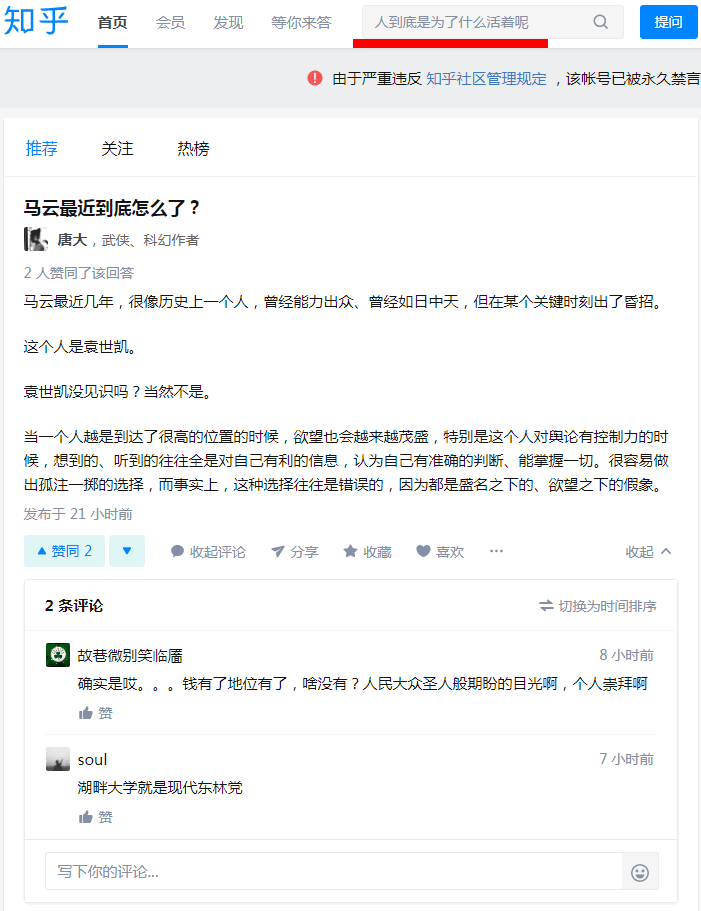 知乎 首页 会员 发现 等你来答 人到底是为了什么活着呢 提问
由于严重违反 知乎社区管理规定 ，该帐号已被永久禁言
推荐 关注 热榜
马云最近到底怎么了？
唐大，武侠、科幻作者
2 人赞同了该回答
马云最近几年，很像历史上一个人，曾经能力出众、曾经如日中天，但在某个关键时刻出了昏招。
这个人是袁世凯。
袁世凯没见识吗？当然不是。
当一个人越是到达了很高的位置的时候，欲望也会越来越茂盛，特别是这个人对舆论有控制力的时
候，想到的、听到的往往全是对自己有利的信息，认为自己有准确的判断、能掌握一切。很容易做
出孤注一掷的选择，而事实上，这种选择往往是错误的，因为都是盛名之下的、欲望之下的假象。
发布于 21 小时前
赞同 2 收起评论 分享 收藏 喜欢 ··· 收起
2 条评论 切换为时间排序
故巷微别笑临靥 8 小时前
确实是哎。。。钱有了地位有了，啥没有？人民大众圣人般期盼的目光啊，个人崇拜啊
赞
soul 7 小时前
湖畔大学就是现代东林党
赞
写下你的评论...